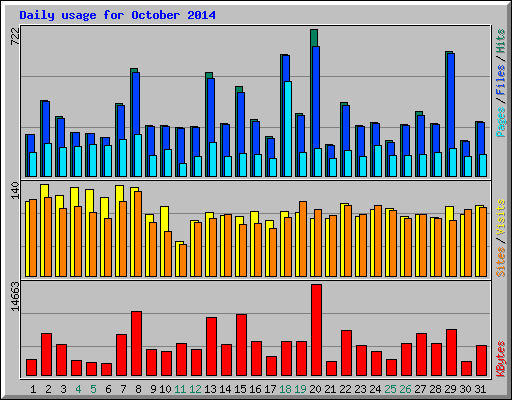 Daily usage for October 2014
722
Pages / Files / Hits
140
Sites / Visits
14663
KBytes
1 2 3 4 5 6 7 8 9 10 11 12 13 14 15 16 17 18 19 20 21 22 23 24 25 26 27 28 29 30 31